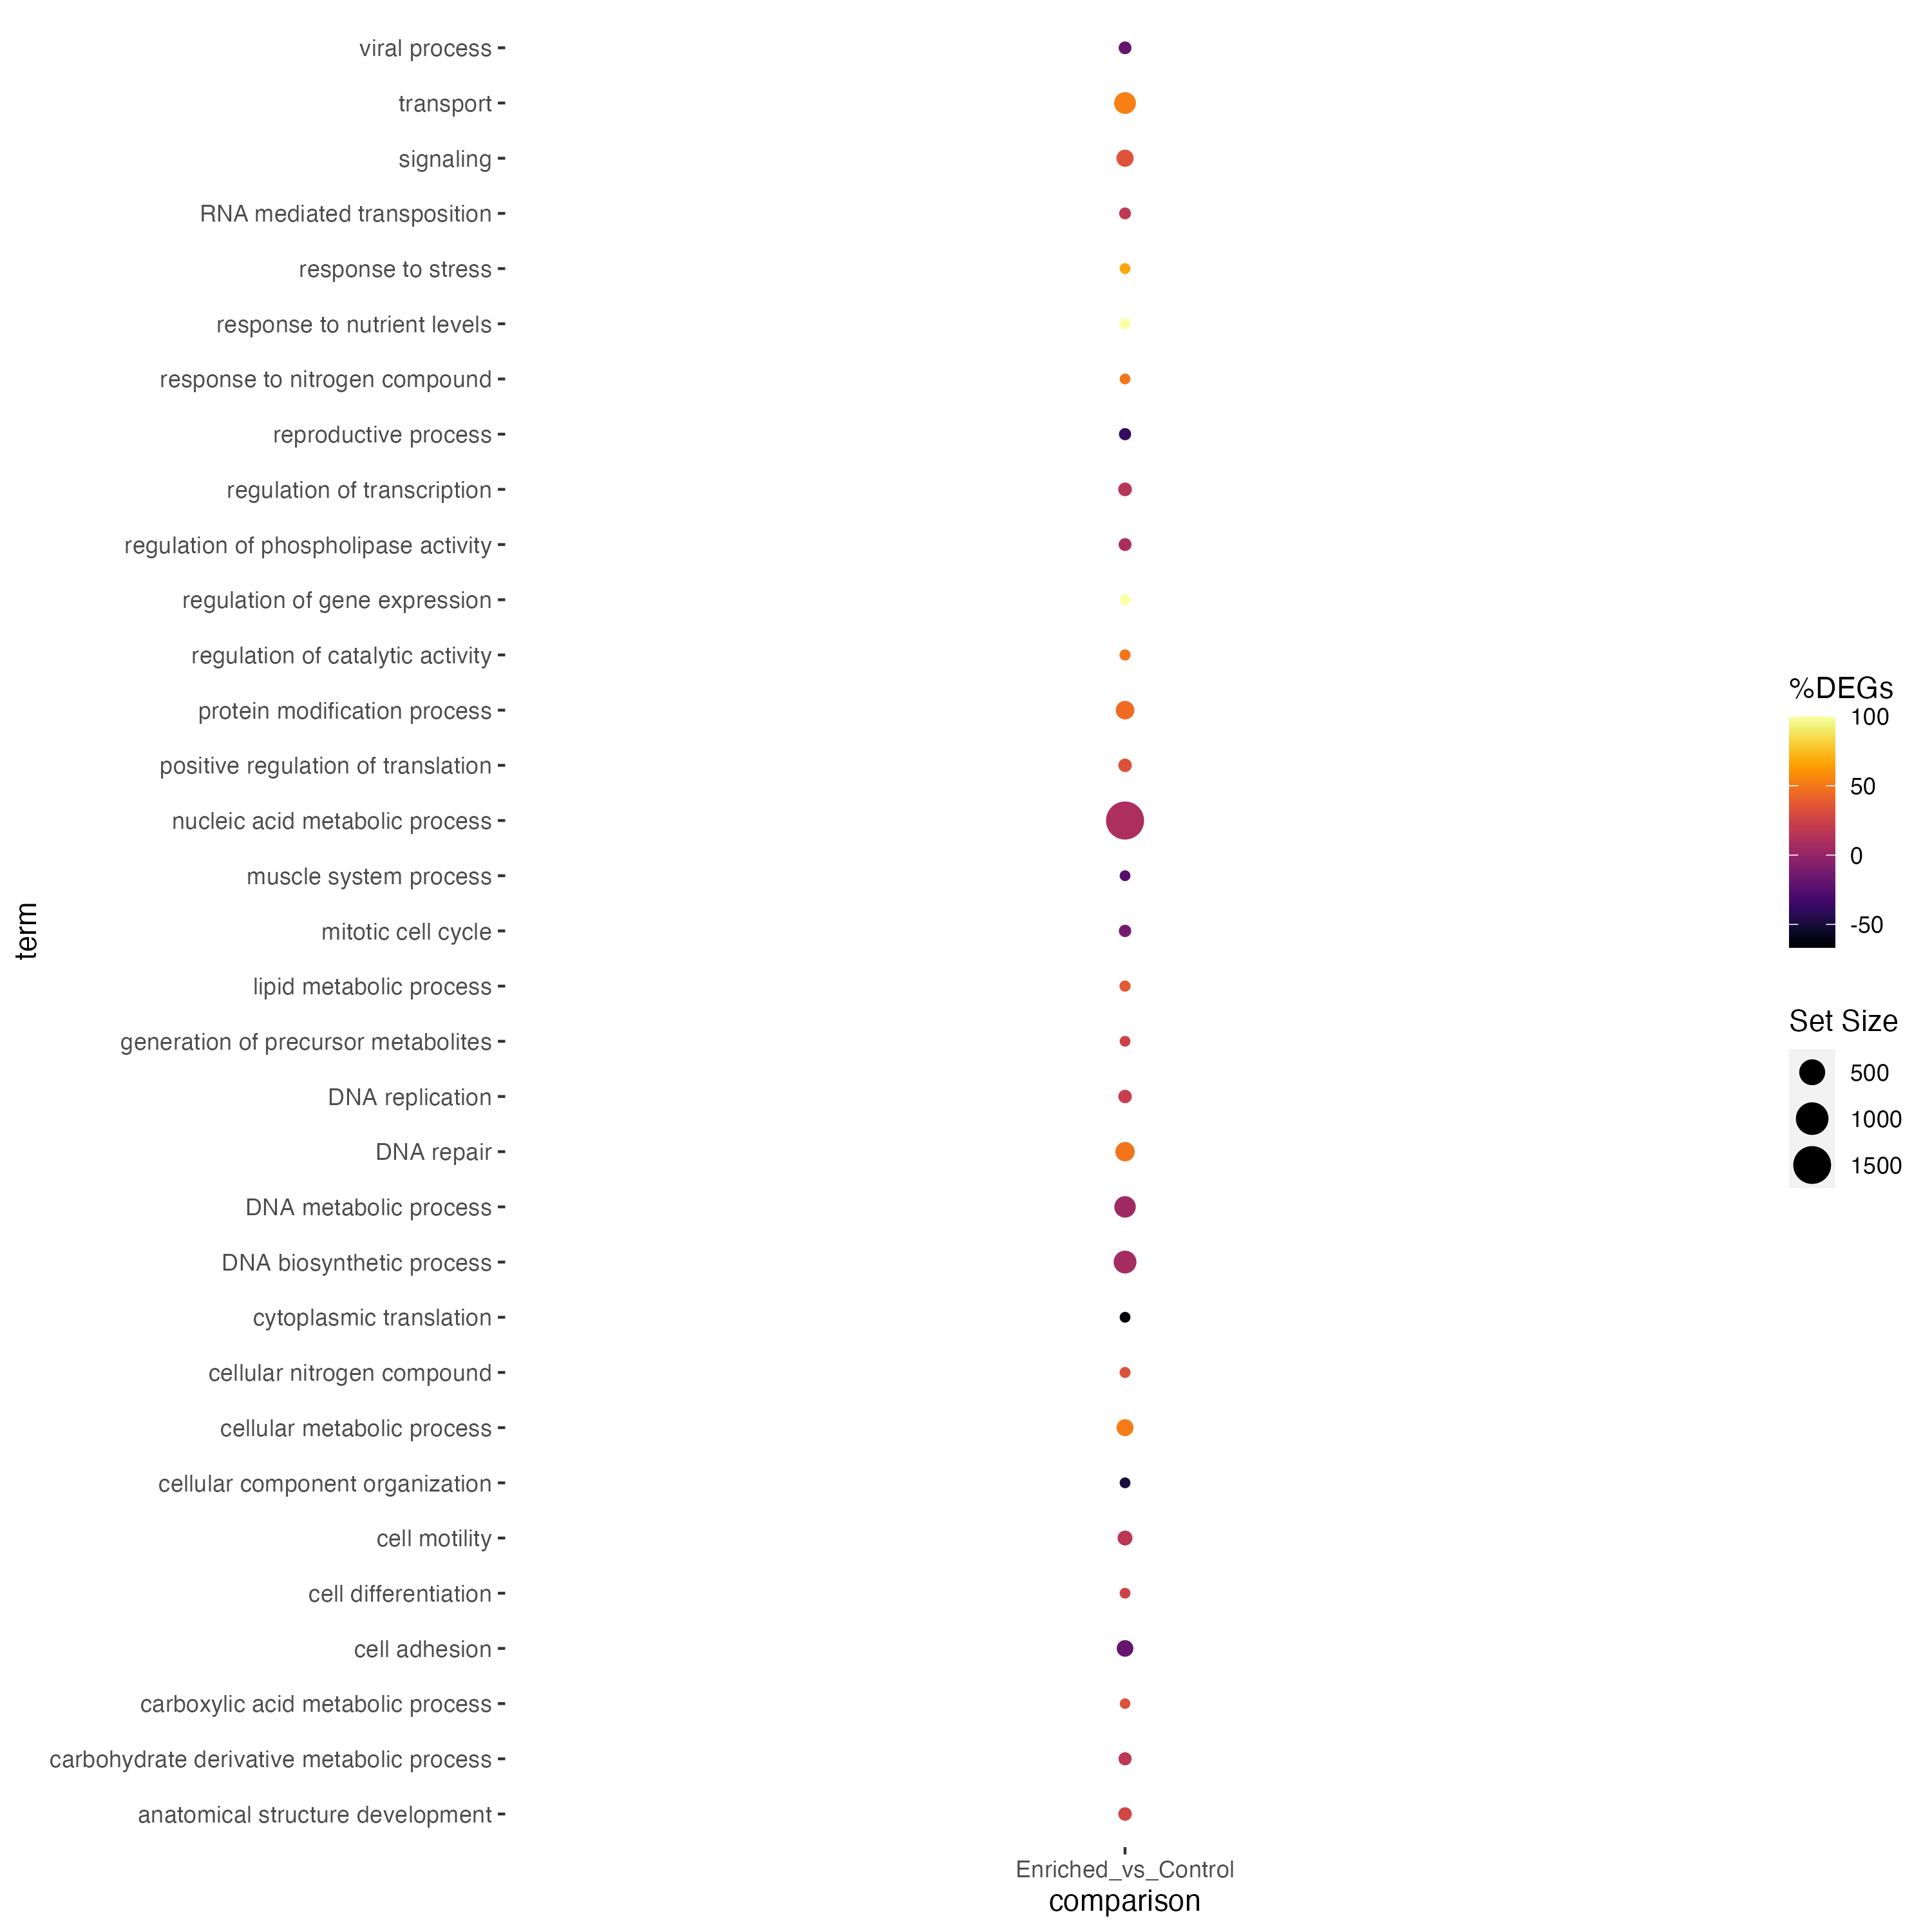 viral process
transport
signaling
RNA mediated transposition
response to stress
response to nutrient levels
response to nitrogen compound
reproductive process
regulation of transcription
regulation of phospholipase activity
regulation of gene expression
regulation of catalytic activity
protein modification process
positive regulation of translation
nucleic acid metabolic process
muscle system process
mitotic cell cycle
lipid metabolic process
generation of precursor metabolites
DNA replication
DNA repair
DNA metabolic process
DNA biosynthetic process
cytoplasmic translation
cellular nitrogen compound
cellular metabolic process
cellular component organization
cell motility
cell differentiation
cell adhesion
carboxylic acid metabolic process
carbohydrate derivative metabolic process
anatomical structure development
term
Enriched_vs_Control
comparison
%DEGs
100
50
0
-50
Set Size
500
1000
1500